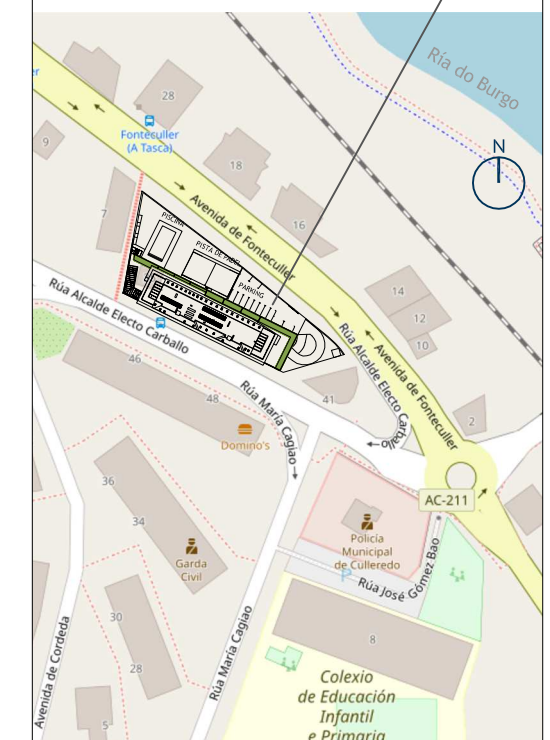 Ría do Burgo
N
er
28
Fonteculler
(A Tasca)
9
18
Avenida de Fonteculler
7
16
PISCINA
PISTA DE PADEL
PARKING
14
12
10
Rúa Alcalde Electo Carballo
Rúa Alcalde Electo Carballo
Avenida de Fonteculler
46
48
41
2
Rúa María Cagiao
Domino's
AC-211
36
34
Garda
Civil
Policía
Municipal
de Culleredo
P
Rúa José Gómez Bao
30
28
8
Rúa María Cagiao
Avenida de Cordeda
5
Colexio
de Educación
Infantil
e Primaria